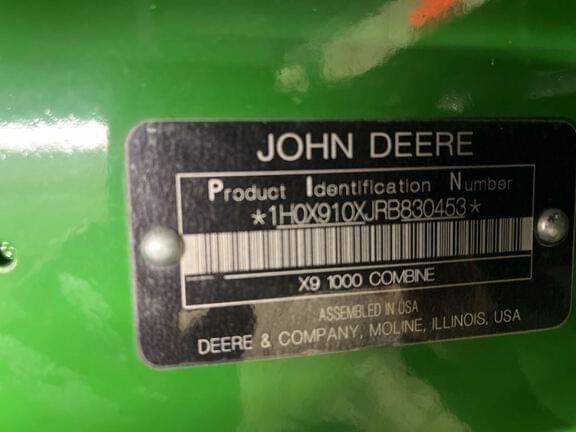 JOHN DEERE
Product Identification Number
*1H0X910XJRB830453*
X9 1000 COMBINE
ASSEMBLED IN USA
DEERE & COMPANY, MOLINE, ILLINOIS, USA